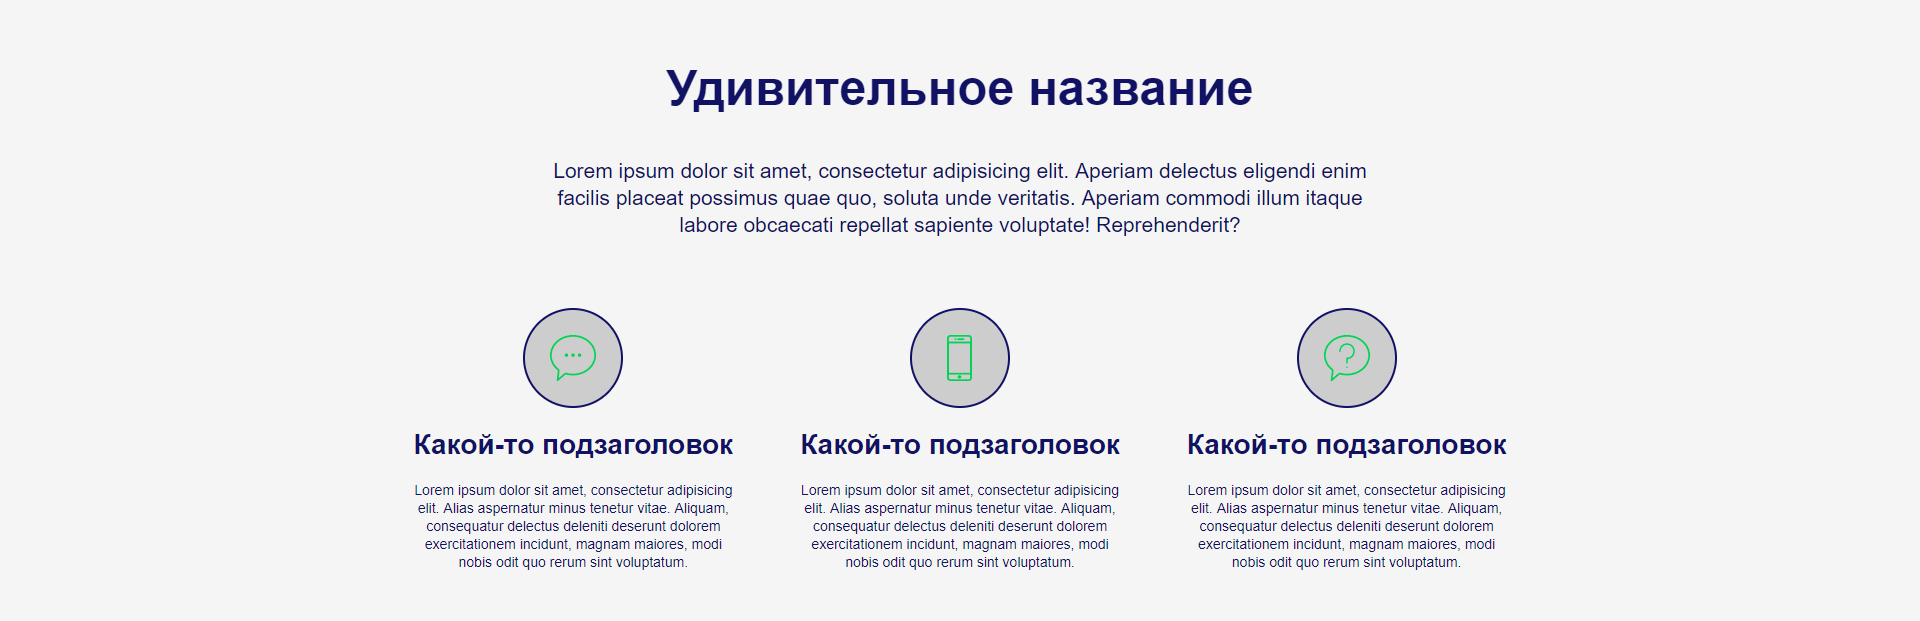 Удивительное название
Lorem ipsum dolor sit amet, consectetur adipisicing elit. Aperiam delectus eligendi enim
facilis placeat possimus quae quo, soluta unde veritatis. Aperiam commodi illum itaque
labore obcaecati repellat sapiente voluptate! Reprehenderit?
Какой-то подзаголовок
Lorem ipsum dolor sit amet, consectetur adipisicing
elit. Alias aspernatur minus tenetur vitae. Aliquam,
consequatur delectus deleniti deserunt dolorem
exercitationem incidunt, magnam maiores, modi
nobis odit quo rerum sint voluptatum.
Какой-то подзаголовок
Lorem ipsum dolor sit amet, consectetur adipisicing
elit. Alias aspernatur minus tenetur vitae. Aliquam,
consequatur delectus deleniti deserunt dolorem
exercitationem incidunt, magnam maiores, modi
nobis odit quo rerum sint voluptatum.
Какой-то подзаголовок
Lorem ipsum dolor sit amet, consectetur adipisicing
elit. Alias aspernatur minus tenetur vitae. Aliquam,
consequatur delectus deleniti deserunt dolorem
exercitationem incidunt, magnam maiores, modi
nobis odit quo rerum sint voluptatum.